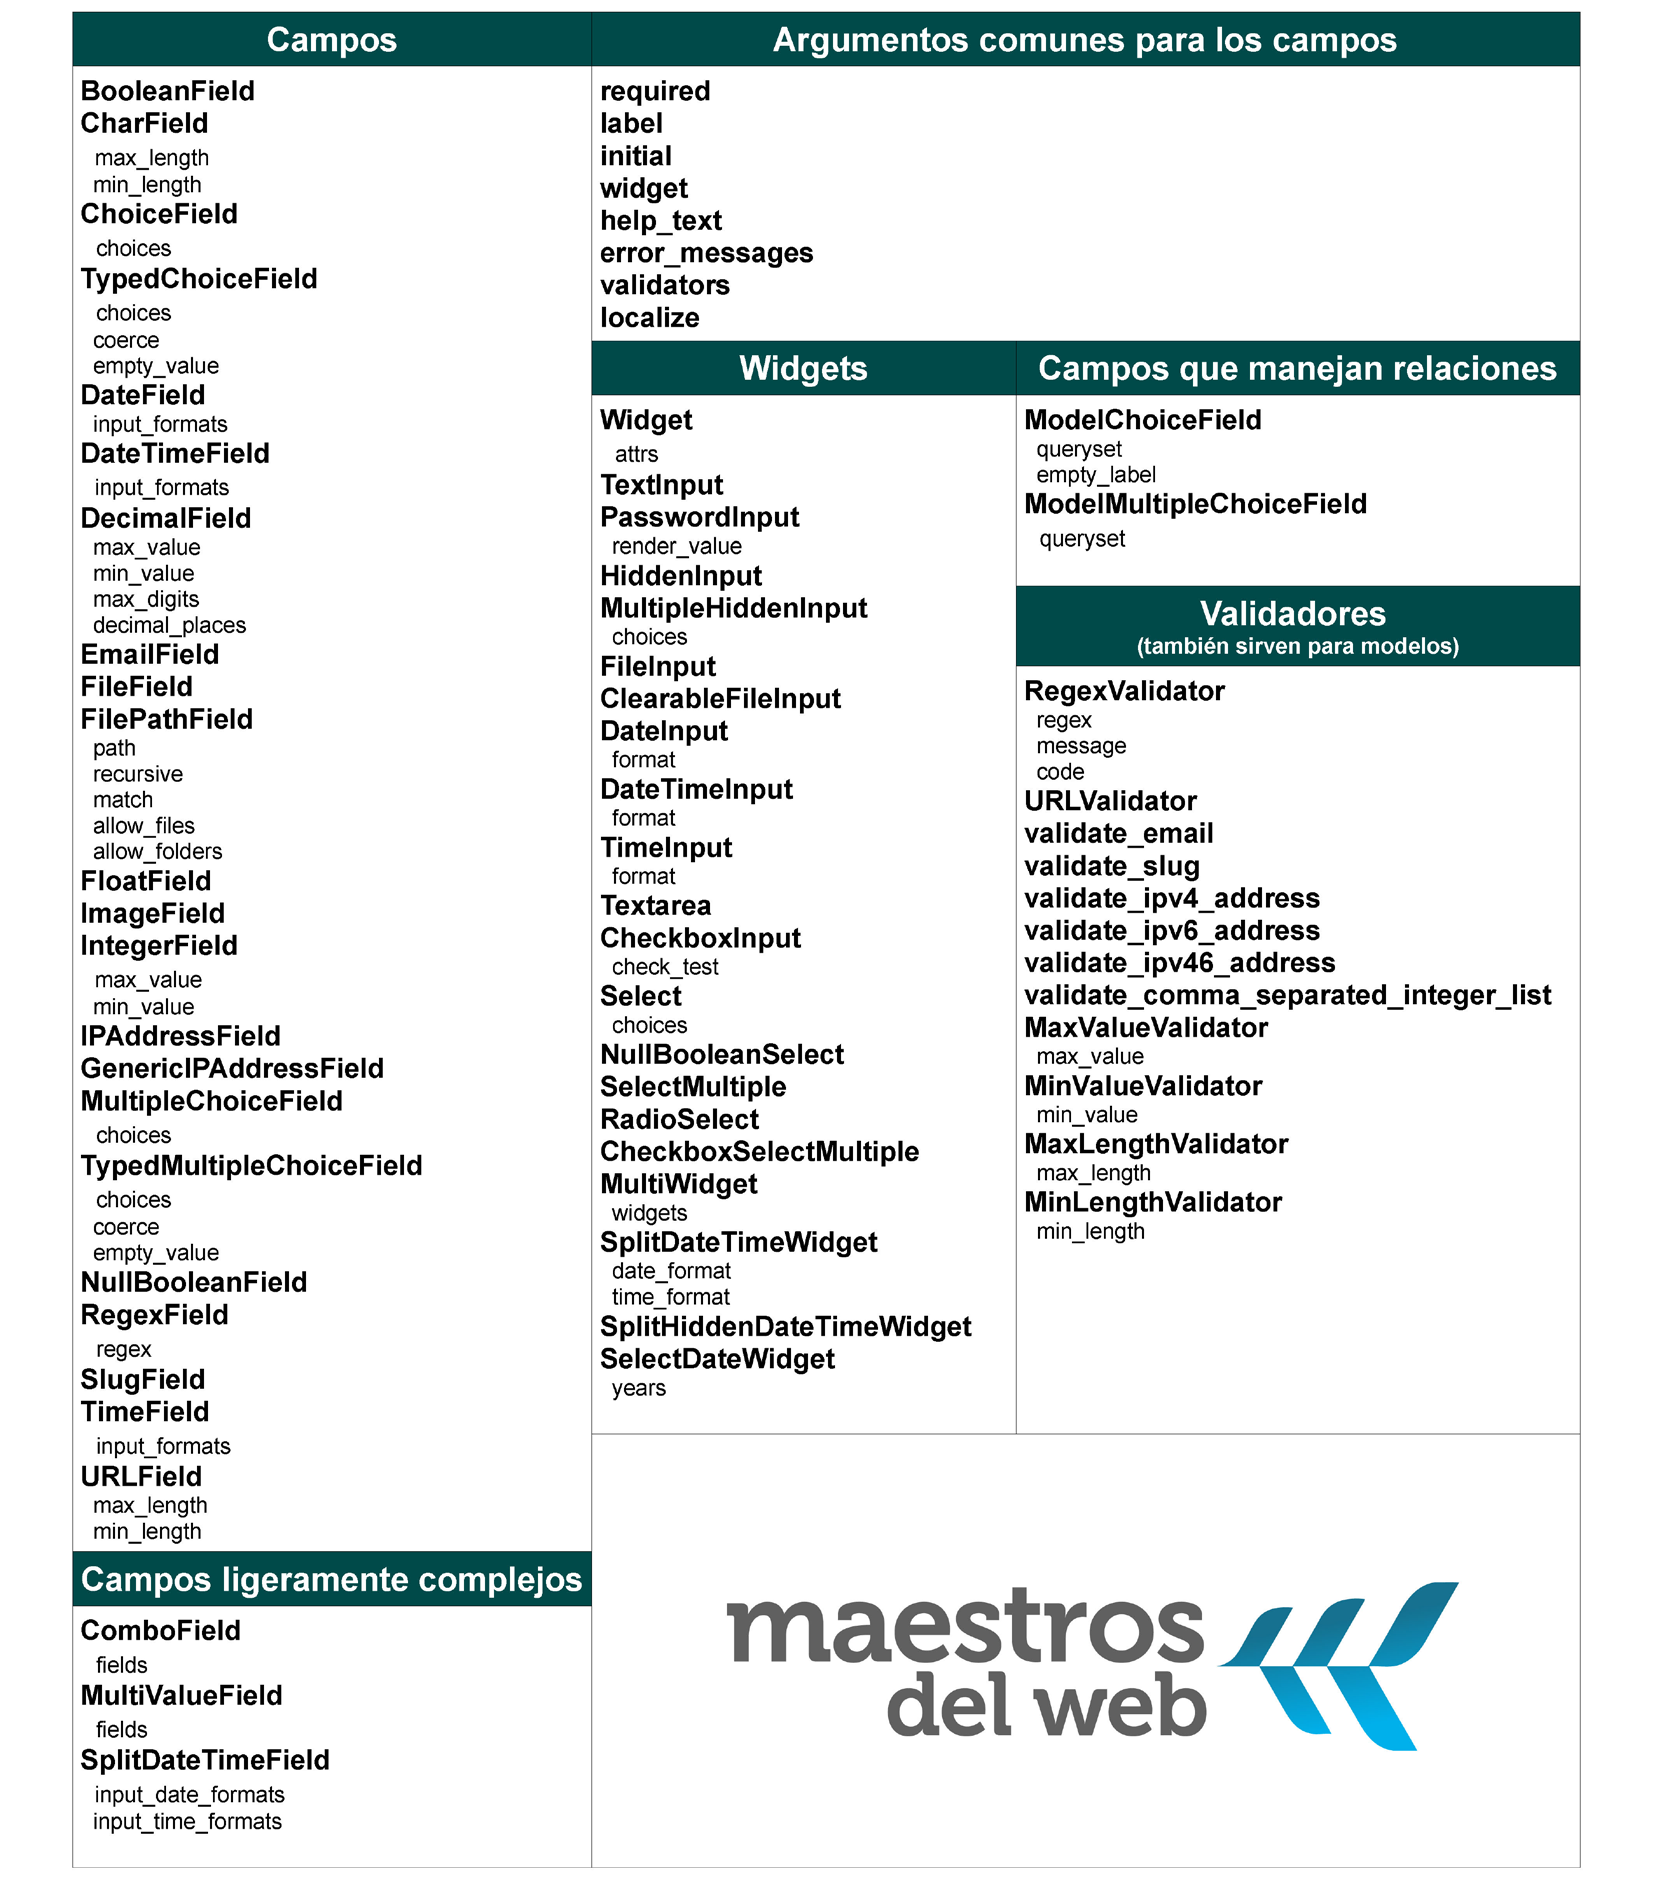 Campos
BooleanField
CharField
max_length
min_length
ChoiceField
choices
TypedChoiceField
choices
coerce
empty_value
DateField
input_formats
DateTimeField
input_formats
DecimalField
max_value
min_value
max_digits
decimal_places
EmailField
FileField
FilePathField
path
recursive
match
allow_files
allow_folders
FloatField
ImageField
IntegerField
max_value
min_value
IPAddressField
GenericIPAddressField
MultipleChoiceField
choices
TypedMultipleChoiceField
choices
coerce
empty_value
NullBooleanField
RegexField
regex
SlugField
TimeField
input_formats
URLField
max_length
min_length
Campos ligeramente complejos
ComboField
fields
MultiValueField
fields
SplitDateTimeField
input_date_formats
input_time_formats
Argumentos comunes para los campos
required
label
initial
widget
help_text
error_messages
validators
localize
Widgets
Widget
attrs
TextInput
PasswordInput
render_value
HiddenInput
MultipleHiddenInput
choices
FileInput
ClearableFileInput
DateInput
format
DateTimeInput
format
TimeInput
format
Textarea
CheckboxInput
check_test
Select
choices
NullBooleanSelect
SelectMultiple
RadioSelect
CheckboxSelectMultiple
MultiWidget
widgets
SplitDateTimeWidget
date_format
time_format
SplitHiddenDateTimeWidget
SelectDateWidget
years
Campos que manejan relaciones
ModelChoiceField
queryset
empty_label
ModelMultipleChoiceField
queryset
Validadores
(también sirven para modelos)
RegexValidator
regex
message
code
URLValidator
validate_email
validate_slug
validate_ipv4_address
validate_ipv6_address
validate_ipv46_address
validate_comma_separated_integer_list
MaxValueValidator
max_value
MinValueValidator
min_value
MaxLengthValidator
max_length
MinLengthValidator
min_length
maestros
del web